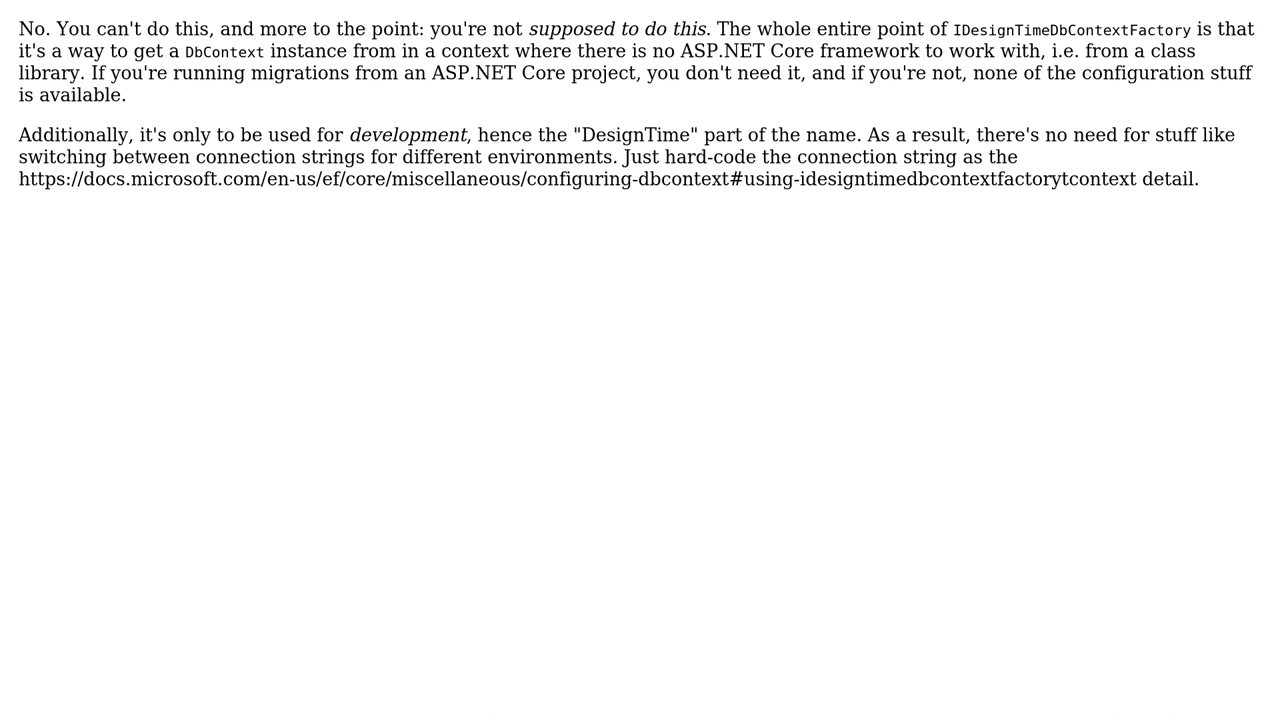 No. You can't do this, and more to the point: you're not supposed to do this. The whole entire point of IDesignTimeDbContextFactory is that
it's a way to get a DbContext instance from in a context where there is no ASP.NET Core framework to work with, i.e. from a class
library. If you're running migrations from an ASP.NET Core project, you don't need it, and if you're not, none of the configuration stuff
is available.
Additionally, it's only to be used for development, hence the "DesignTime" part of the name. As a result, there's no need for stuff like
switching between connection strings for different environments. Just hard-code the connection string as the
https://docs.microsoft.com/en-us/ef/core/miscellaneous/configuring-dbcontext#using-idesigntimedbcontextfactorytcontext detail.